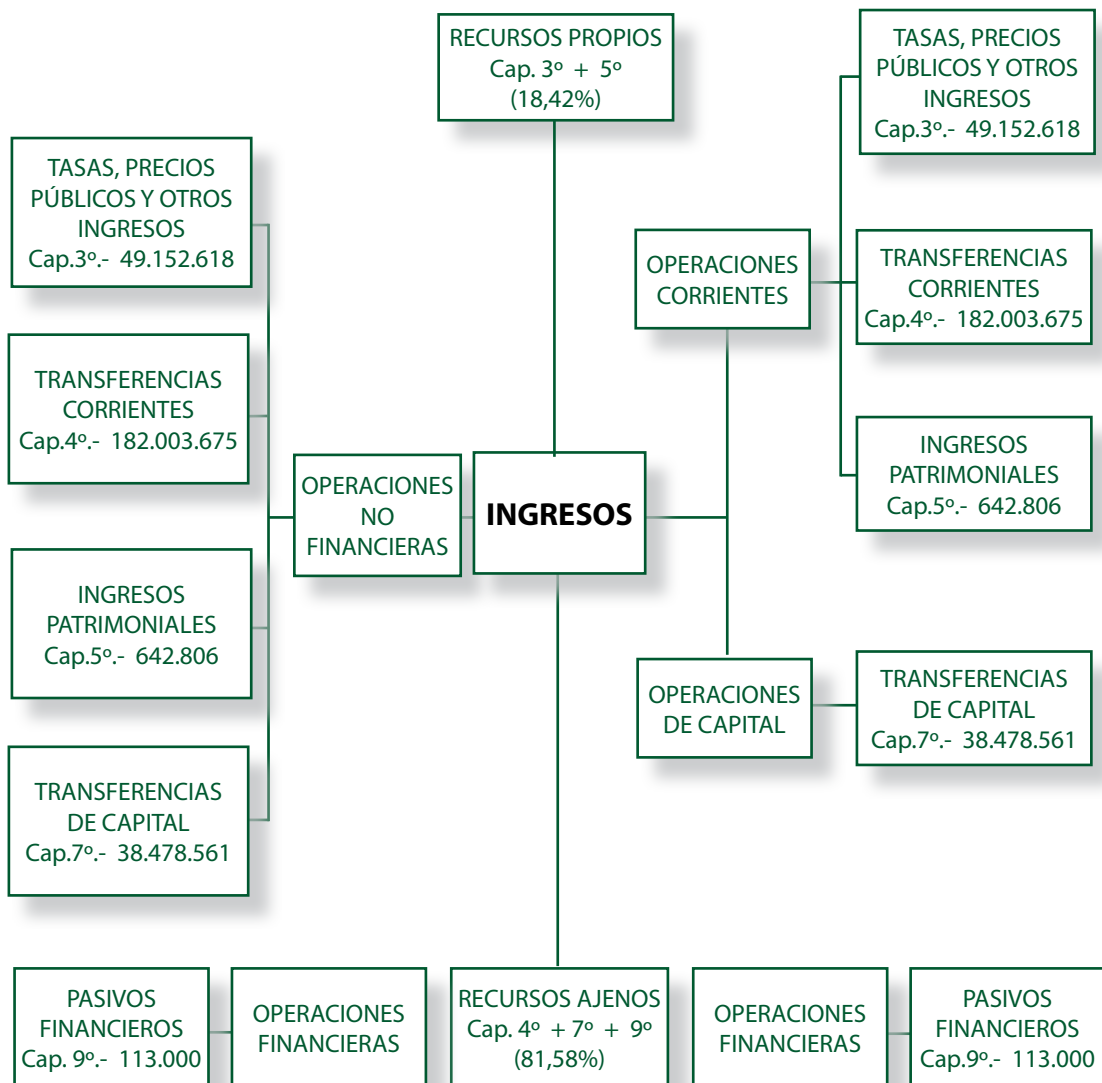 RECURSOS PROPIOS
Cap. 3º + 5º
(18,42%)
TASAS, PRECIOS
PÚBLICOS Y OTROS
INGRESOS
Cap.3º.- 49.152.618
TRANSFERENCIAS
CORRIENTES
Cap.4º.- 182.003.675
INGRESOS
PATRIMONIALES
Cap.5º.- 642.806
TRANSFERENCIAS
DE CAPITAL
Cap.7º.- 38.478.561
OPERACIONES
NO
FINANCIERAS
INGRESOS
OPERACIONES
CORRIENTES
TASAS, PRECIOS
PÚBLICOS Y OTROS
INGRESOS
Cap.3º.- 49.152.618
TRANSFERENCIAS
CORRIENTES
Cap.4º.- 182.003.675
INGRESOS
PATRIMONIALES
Cap.5º.- 642.806
OPERACIONES
DE CAPITAL
TRANSFERENCIAS
DE CAPITAL
Cap.7º.- 38.478.561
PASIVOS
FINANCIEROS
Cap. 9º.- 113.000
OPERACIONES
FINANCIERAS
RECURSOS AJENOS
Cap. 4º + 7º + 9º
(81,58%)
OPERACIONES
FINANCIERAS
PASIVOS
FINANCIEROS
Cap.9º.- 113.000